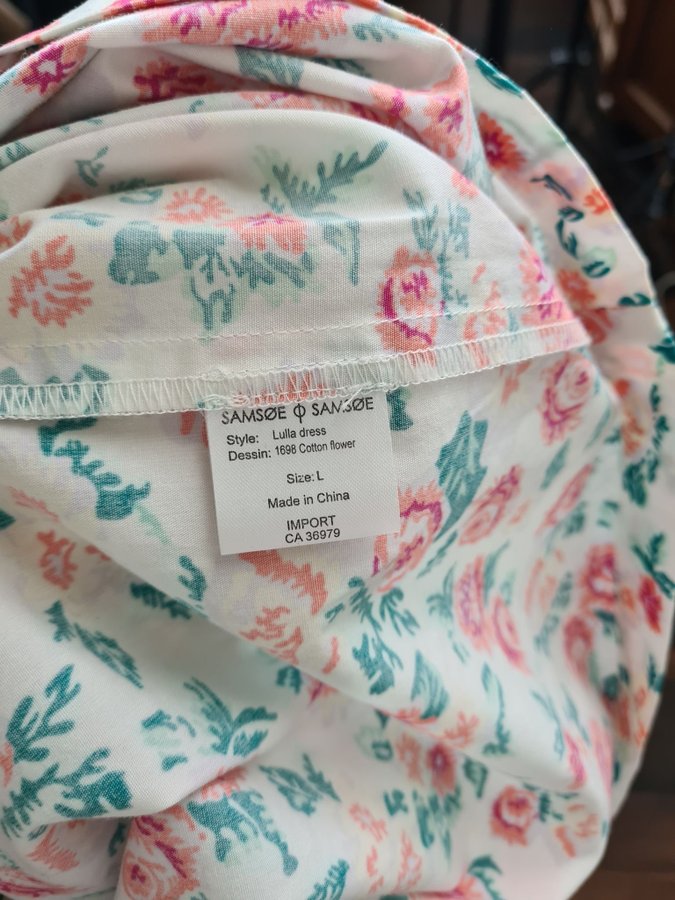 SAMSØE ɸ SAMSØE
Style: Lulla dress
Dessin: 1698 Cotton flower
Size: L
Made in China
IMPORT
CA 36979